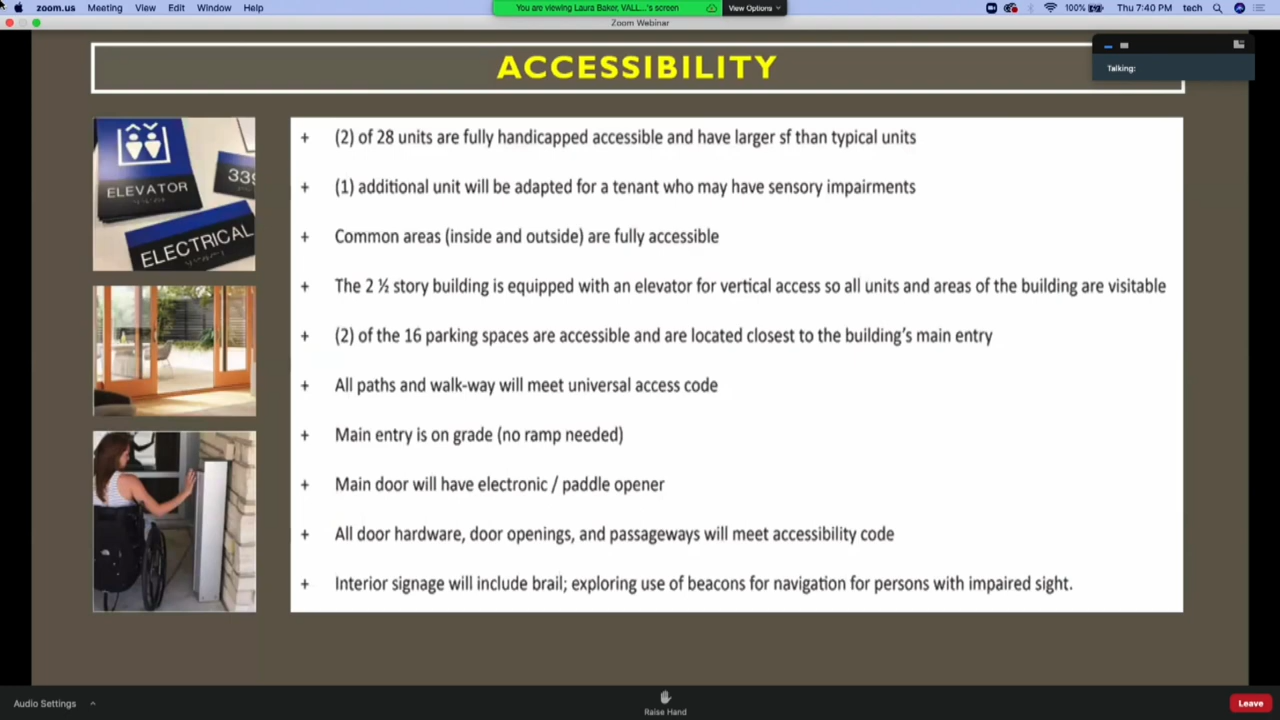 zoom.us Meeting View Edit Window Help
You are viewing Laura Baker, VALL...'s screen
View Options
100%
Thu 7:40 PM tech
Zoom Webinar
Talking:
ACCESSIBILITY
ELEVATOR
339
ELECTRICAL
+ (2) of 28 units are fully handicapped accessible and have larger sf than typical units
+ (1) additional unit will be adapted for a tenant who may have sensory impairments
+ Common areas (inside and outside) are fully accessible
+ The 2 ½ story building is equipped with an elevator for vertical access so all units and areas of the building are visitable
+ (2) of the 16 parking spaces are accessible and are located closest to the building's main entry
+ All paths and walk-way will meet universal access code
+ Main entry is on grade (no ramp needed)
+ Main door will have electronic / paddle opener
+ All door hardware, door openings, and passageways will meet accessibility code
+ Interior signage will include brail; exploring use of beacons for navigation for persons with impaired sight.
Audio Settings
Raise Hand
Leave